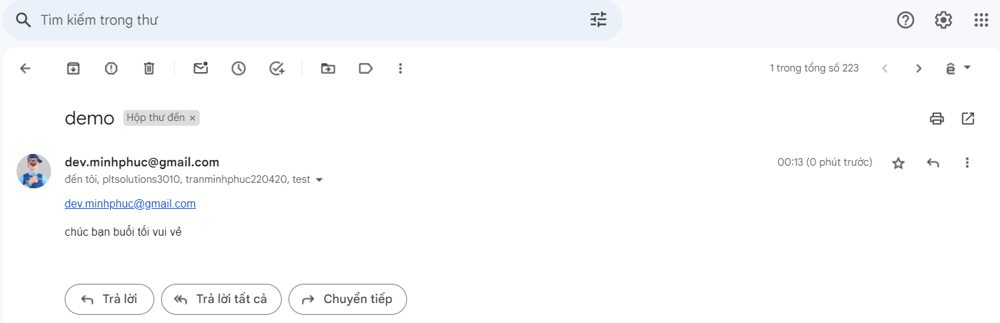 Tìm kiếm trong thư
1 trong tổng số 223
demo Hộp thư đến ×
dev.minhphuc@gmail.com 00:13 (0 phút trước)
đến tôi, pltsolutions3010, tranminhphuc220420, test
dev.minhphuc@gmail.com
chúc bạn buổi tối vui vẻ
Trả lời Trả lời tất cả Chuyển tiếp